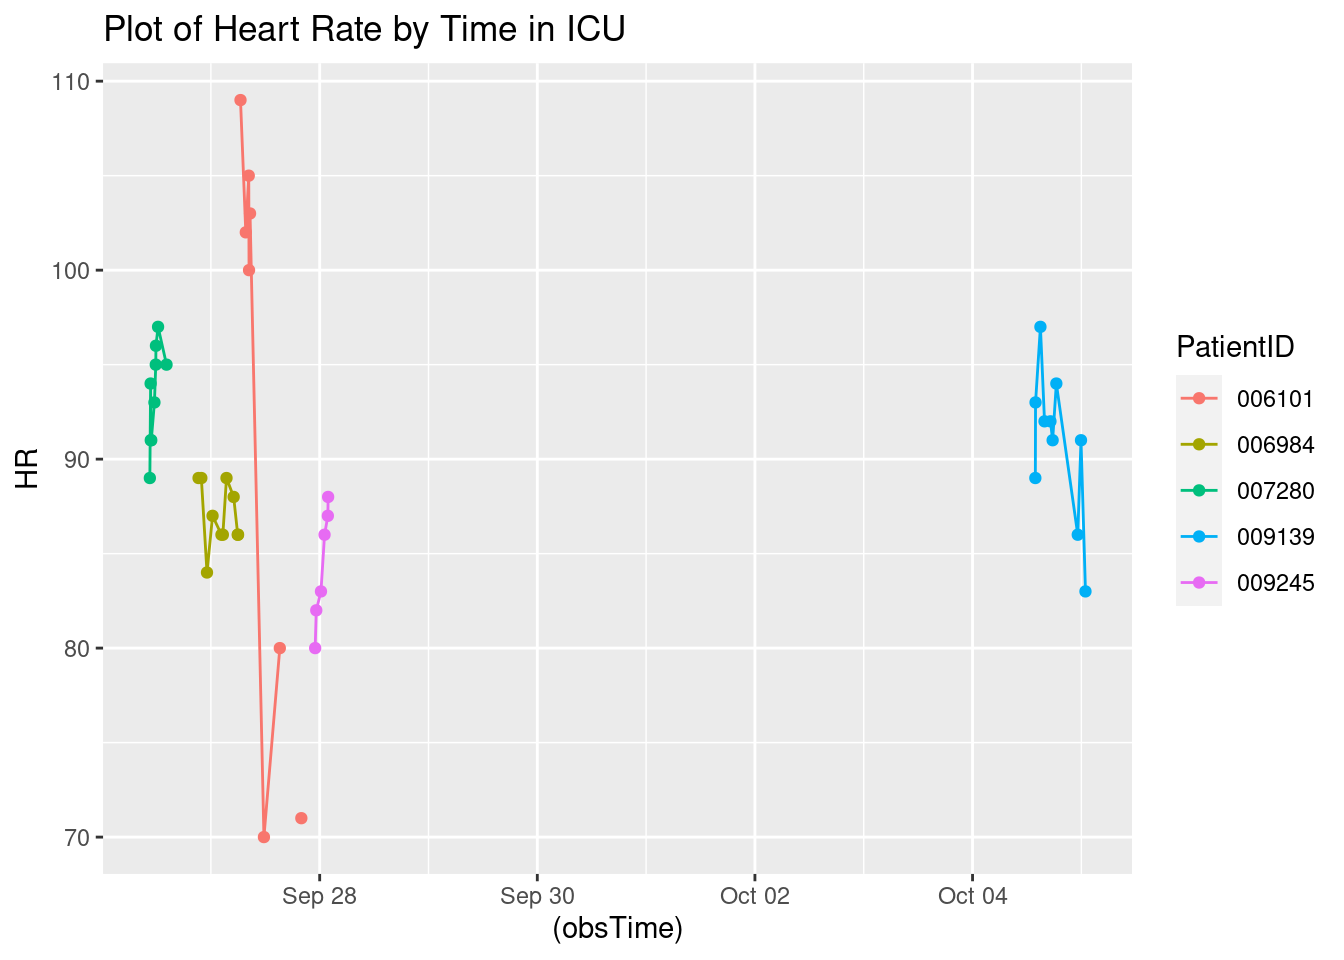 Plot of Heart Rate by Time in ICU
110
100
90
80
70
HR
Sep 28
Sep 30
Oct 02
Oct 04
(obsTime)
PatientID
006101
006984
007280
009139
009245